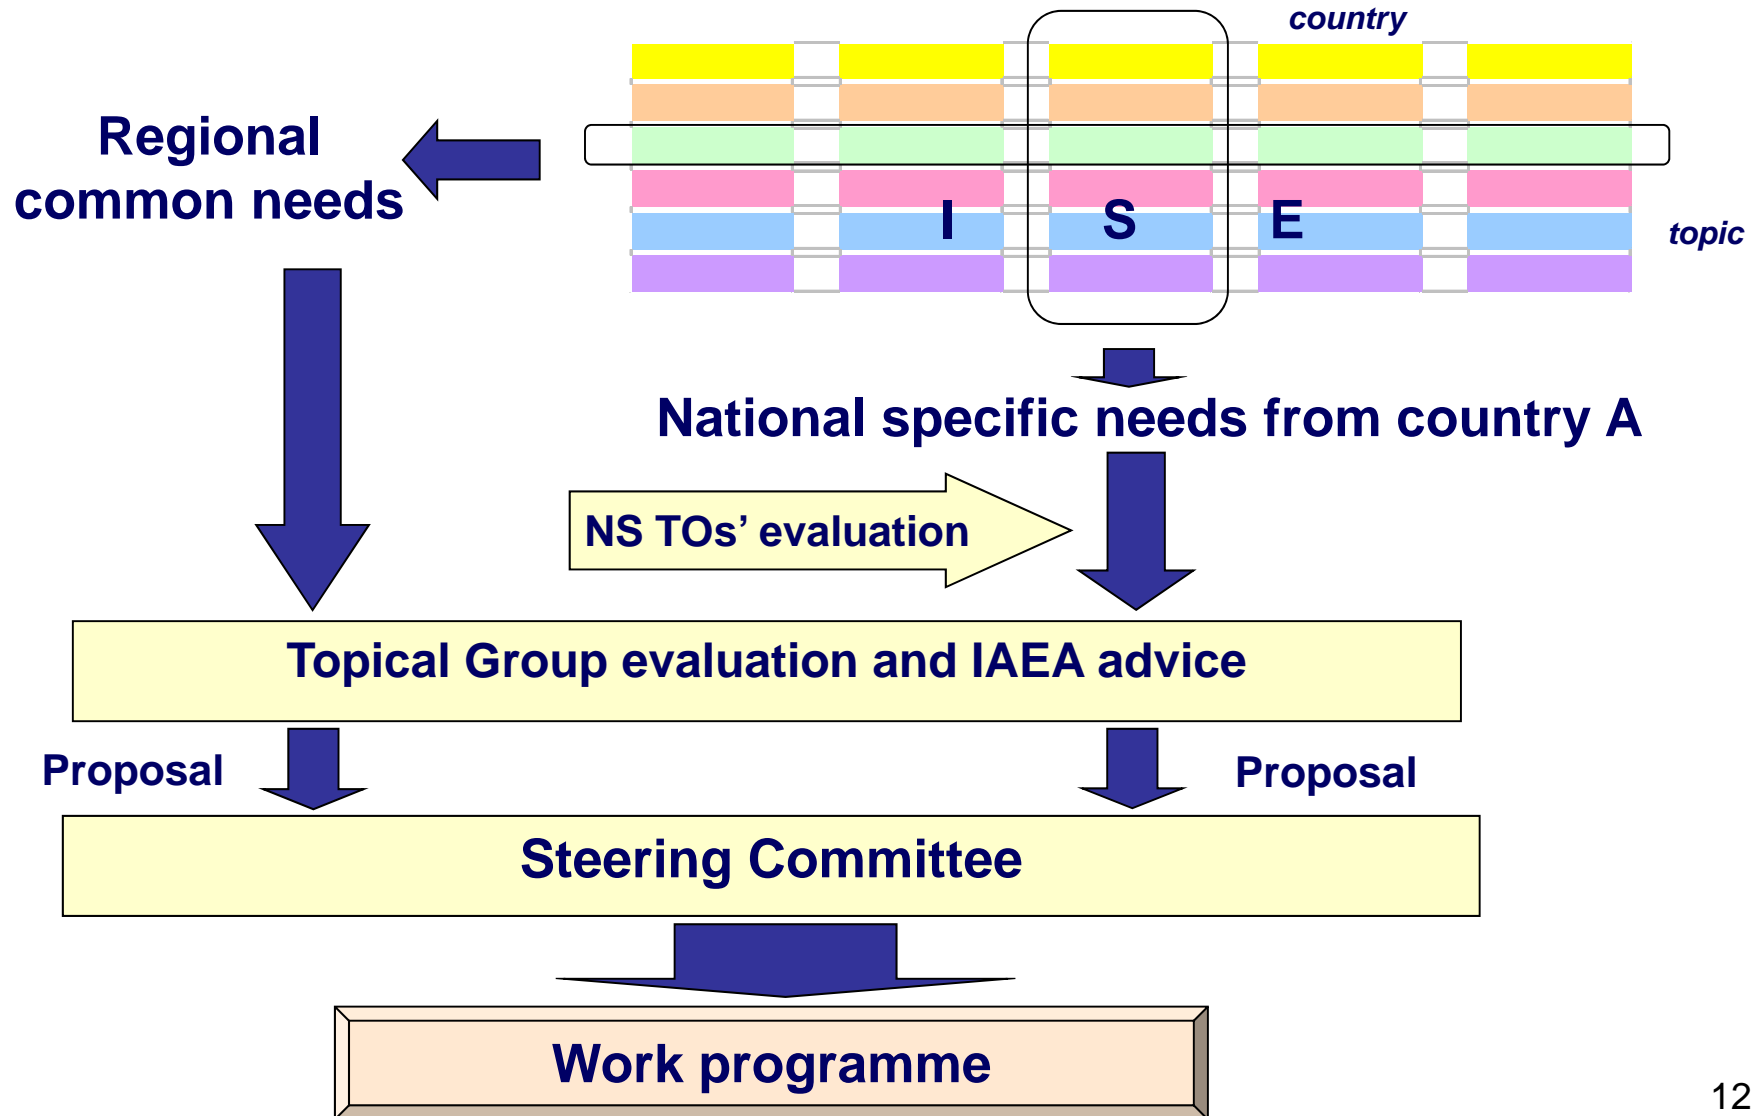 country
Regional
common needs
I S E
topic
National specific needs from country A
NS TOs’ evaluation
Topical Group evaluation and IAEA advice
Proposal
Proposal
Steering Committee
Work programme
12